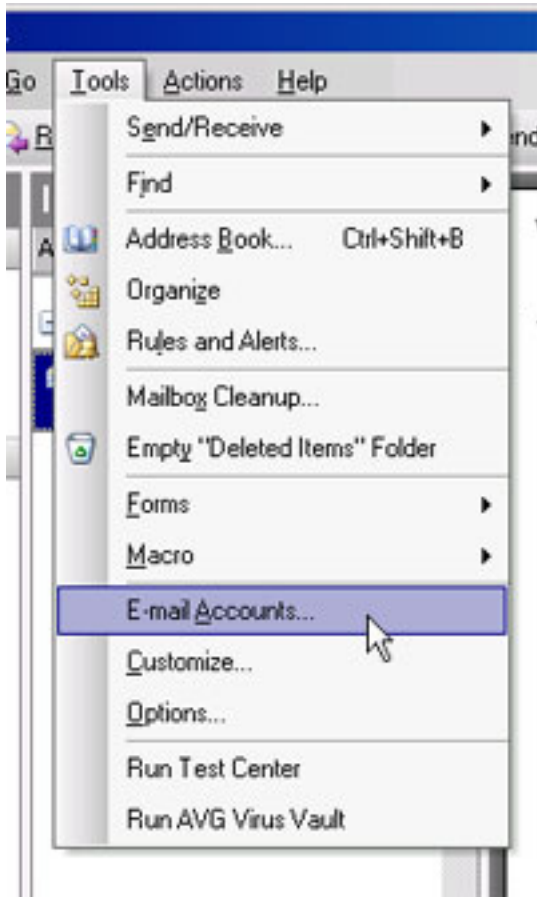 Go Tools Actions Help
Send/Receive
Find
Address Book... Ctrl+Shift+B
Organize
Rules and Alerts...
Mailbox Cleanup...
Empty "Deleted Items" Folder
Forms
Macro
E-mail Accounts...
Customize...
Options...
Run Test Center
Run AVG Virus Vault